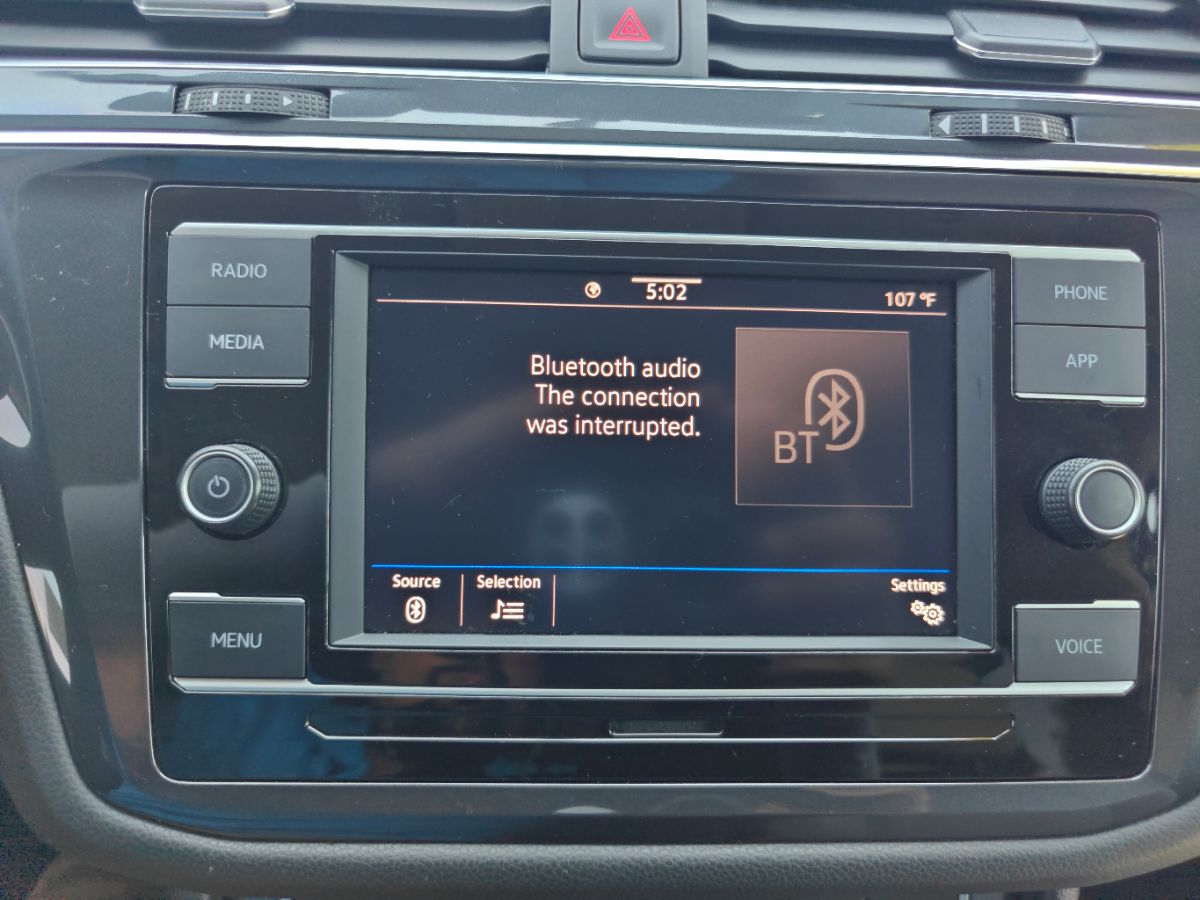 RADIO
MEDIA
MENU
5:02
107 °F
Bluetooth audio
The connection
was interrupted.
BT
Source
Selection
Settings
PHONE
APP
VOICE